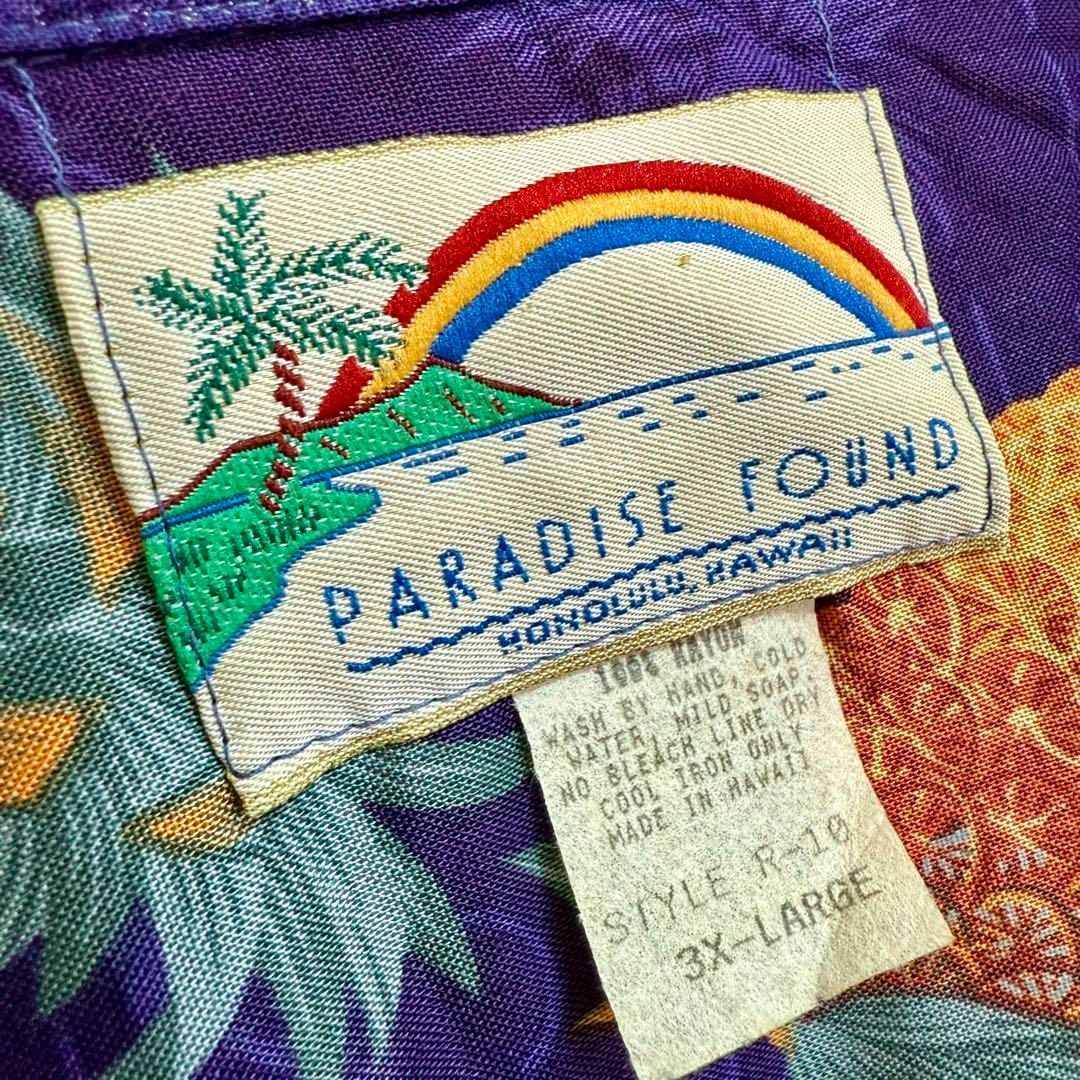 PARADISE FOUND
HONOLULU, HAWAII
100% RAYON
WASH BY HAND, COLD
WATER, MILD SOAP,
NO BLEACH LINE DRY
COOL IRON ONLY
MADE IN HAWAII
STYLE R-10
3X-LARGE